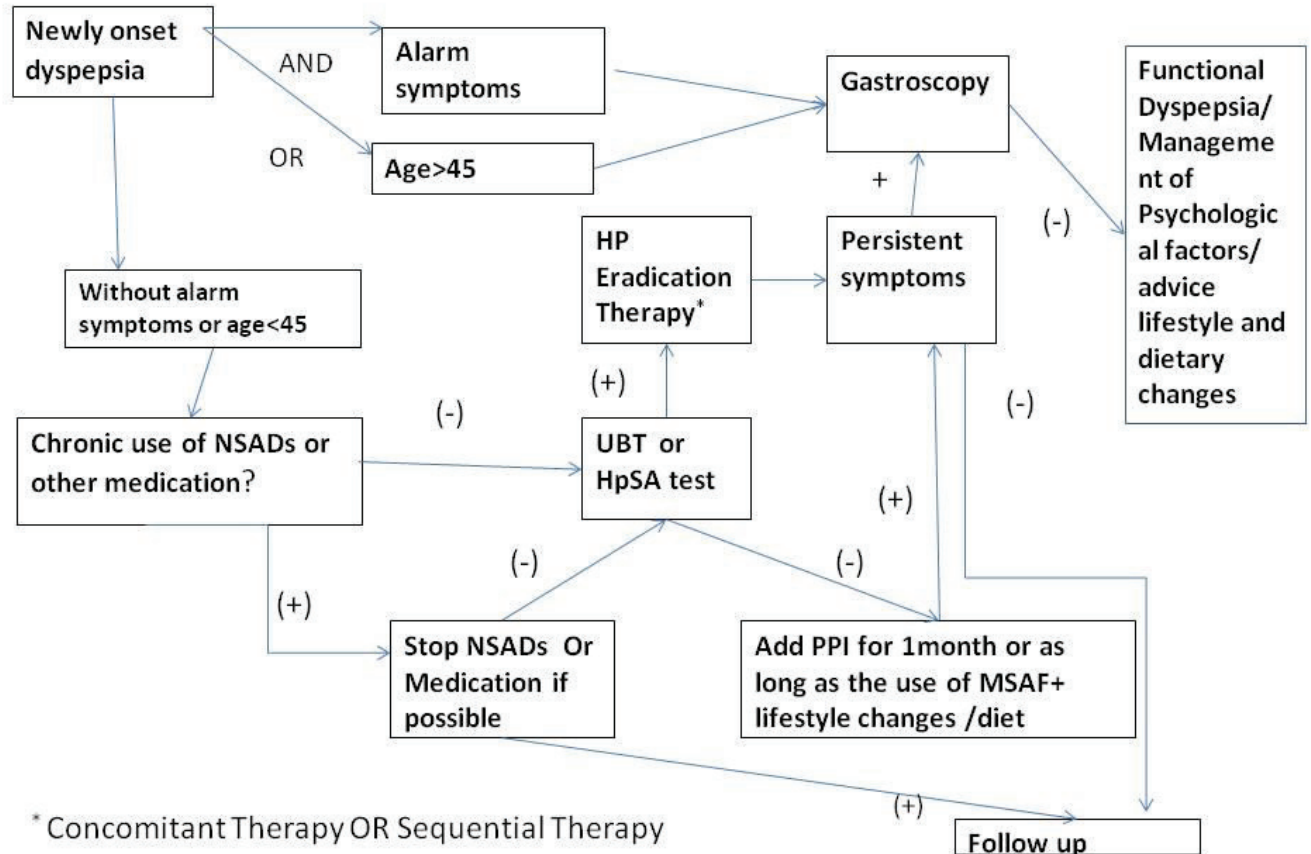 Newly onset
dyspepsia
AND
OR
Alarm
symptoms
Age>45
Gastroscopy
Functional
Dyspepsia/
Manageme
nt of
Psychologic
al factors/
advice
lifestyle and
dietary
changes
+
(-)
HP
Eradication
Therapy*
Persistent
symptoms
Without alarm
symptoms or age<45
(+)
(-)
(-)
Chronic use of NSADs or
other medication?
UBT or
HpSA test
(+)
(-)
(-)
(+)
Stop NSADs Or
Medication if
possible
Add PPI for 1month or as
long as the use of MSAF+
lifestyle changes /diet
(+)
* Concomitant Therapy OR Sequential Therapy
Follow up